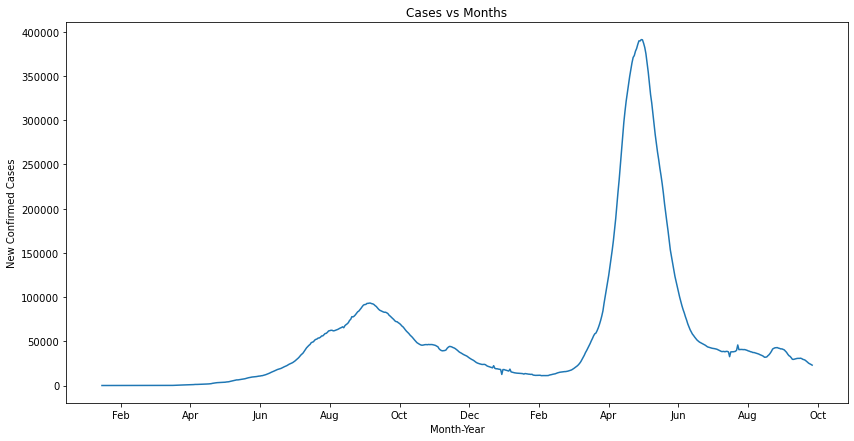 Cases vs Months
400000
350000
300000
250000
200000
150000
100000
50000
0
New Confirmed Cases
Feb Apr Jun Aug Oct Dec Feb Apr Jun Aug Oct
Month-Year